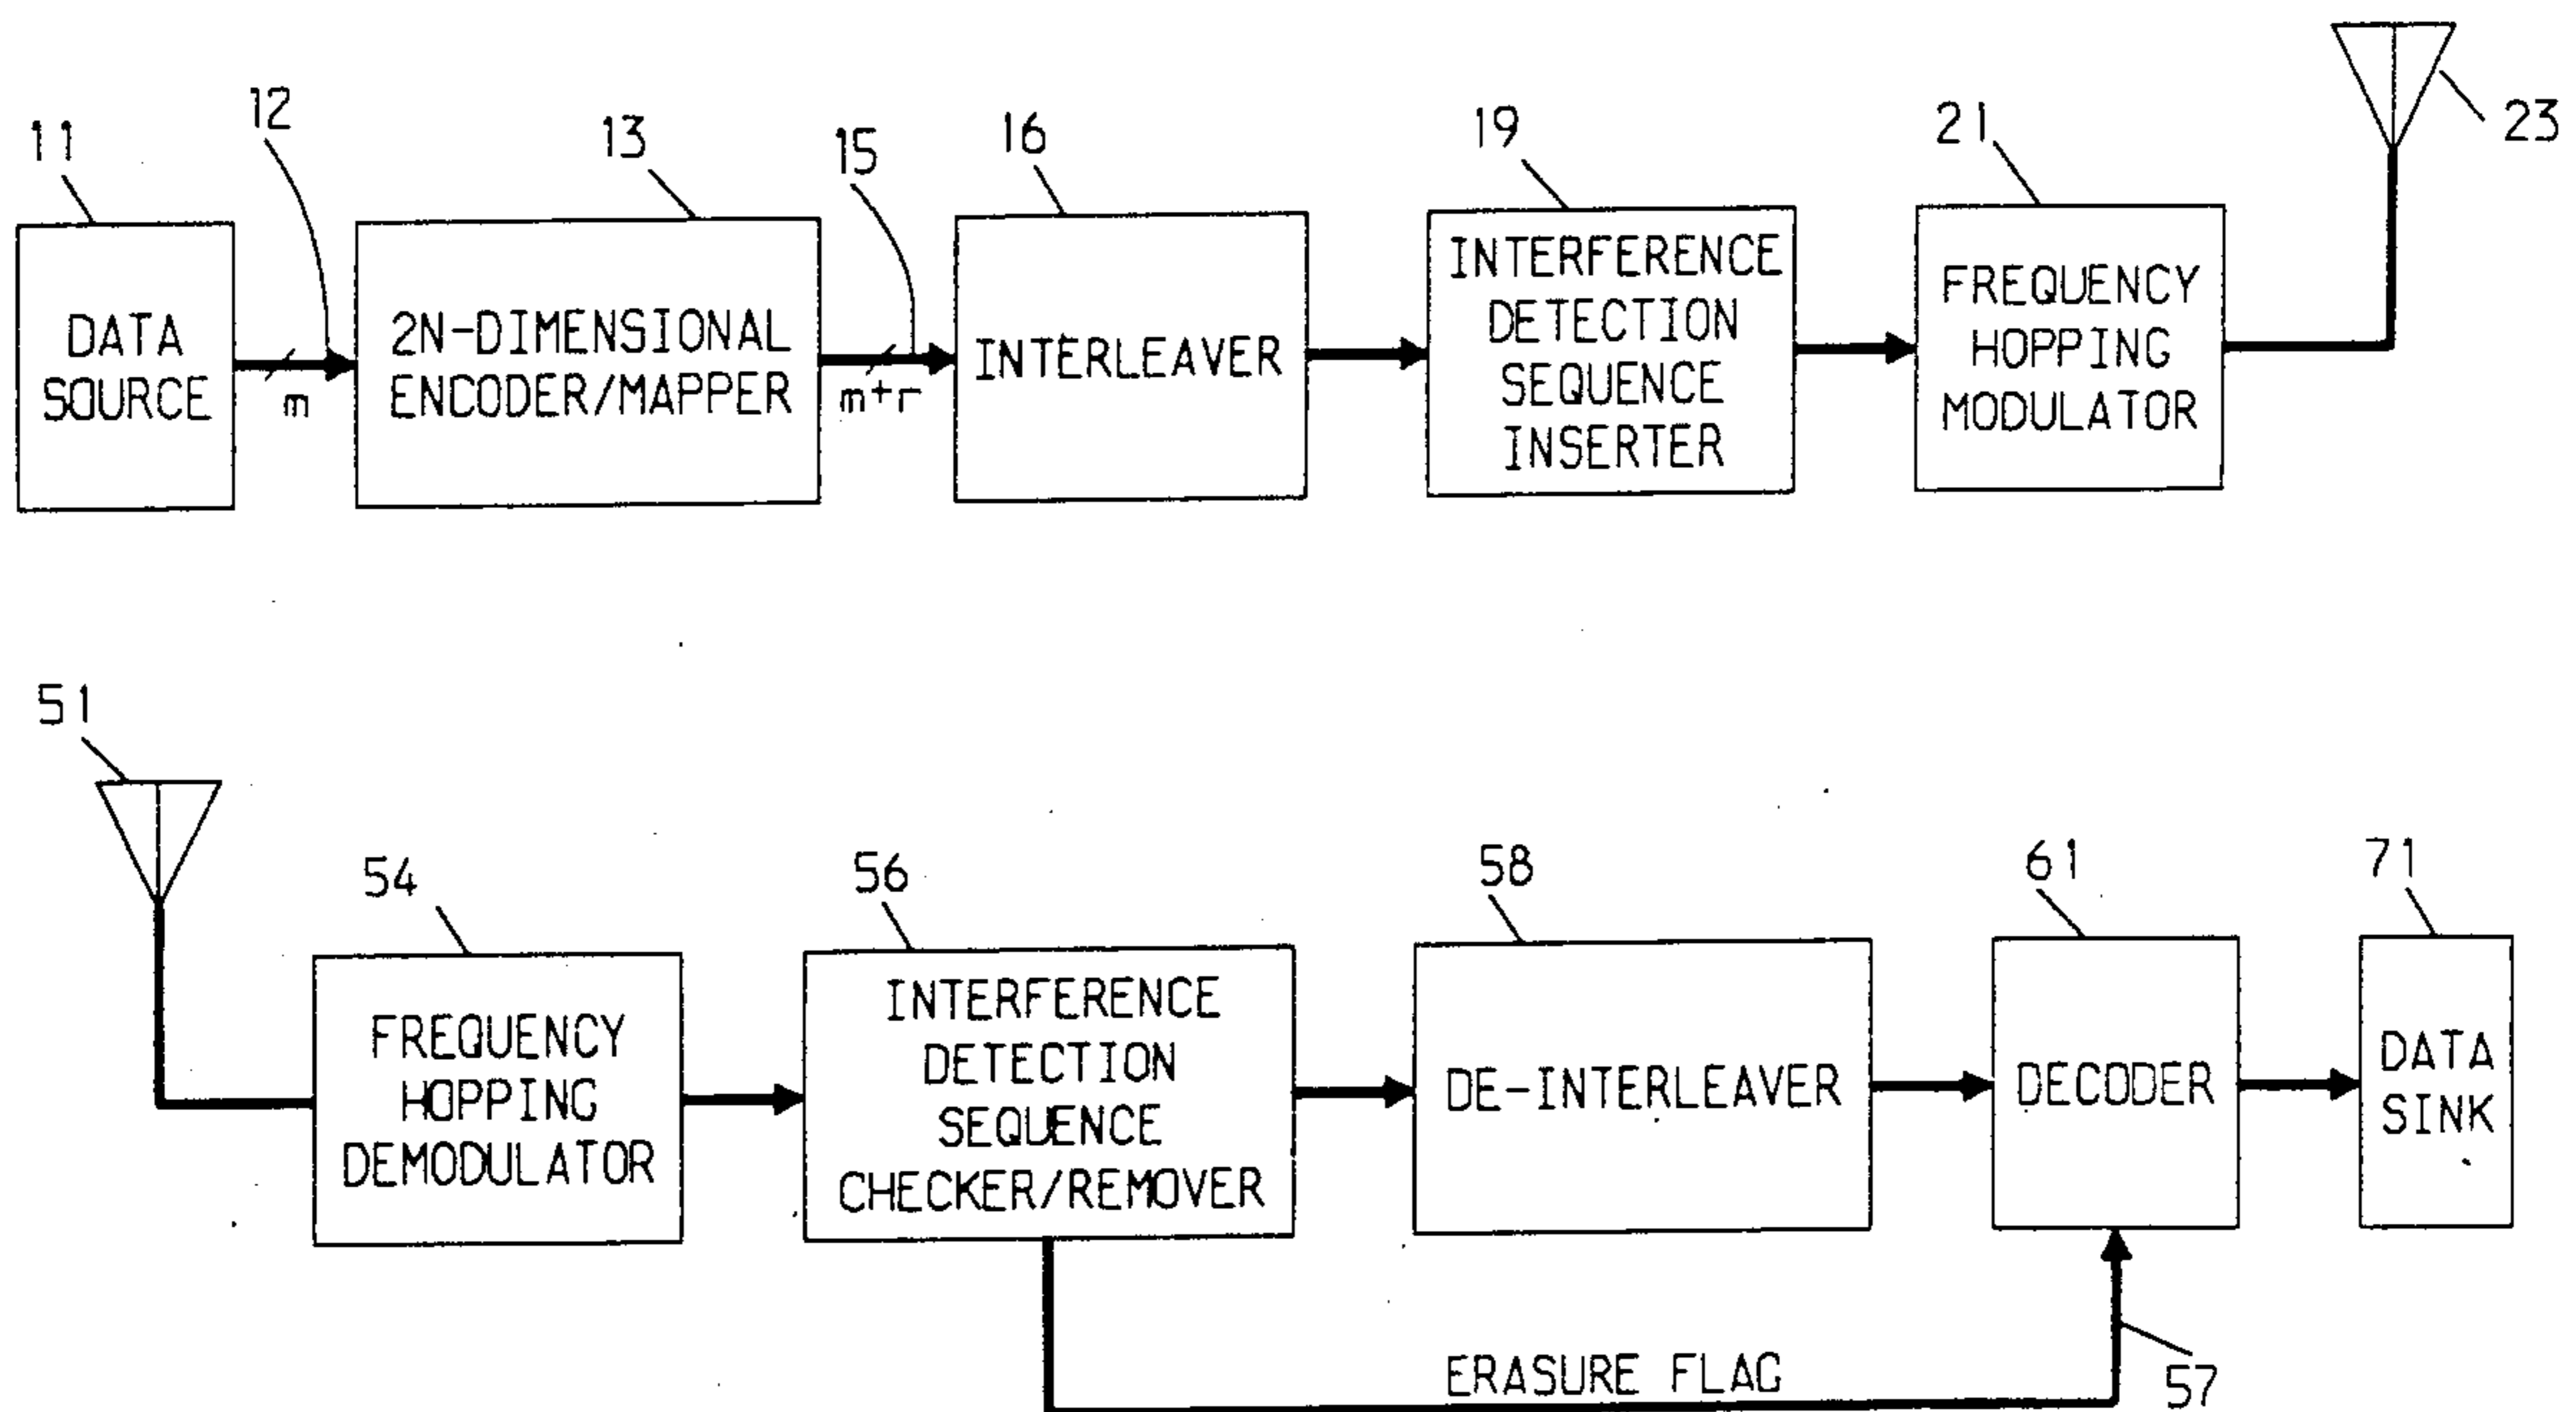 11
12
13
15
16
19
21
23
DATA
SOURCE
m
2N-DIMENSIONAL
ENCODER/MAPPER
m+r
INTERLEAVER
INTERFERENCE
DETECTION
SEQUENCE
INSERTER
FREQUENCY
HOPPING
MODULATOR
51
54
56
58
61
71
FREQUENCY
HOPPING
DEMODULATOR
INTERFERENCE
DETECTION
SEQUENCE
CHECKER/REMOVER
DE-INTERLEAVER
DECODER
DATA
SINK
ERASURE FLAG
57